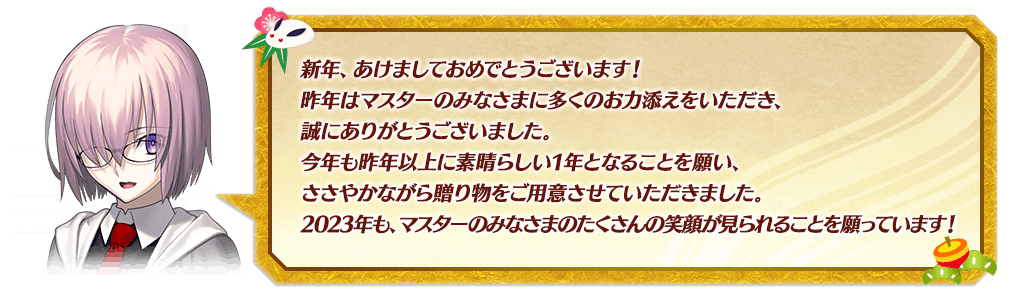 新年、あけましておめでとうございます！
昨年はマスターのみなさまに多くのお力添えをいただき、
誠にありがとうございました。
今年も昨年以上に素晴らしい1年となることを願い、
ささやかながら贈り物をご用意させていただきました。
2023年も、マスターのみなさまのたくさんの笑顔が見られることを願っています！